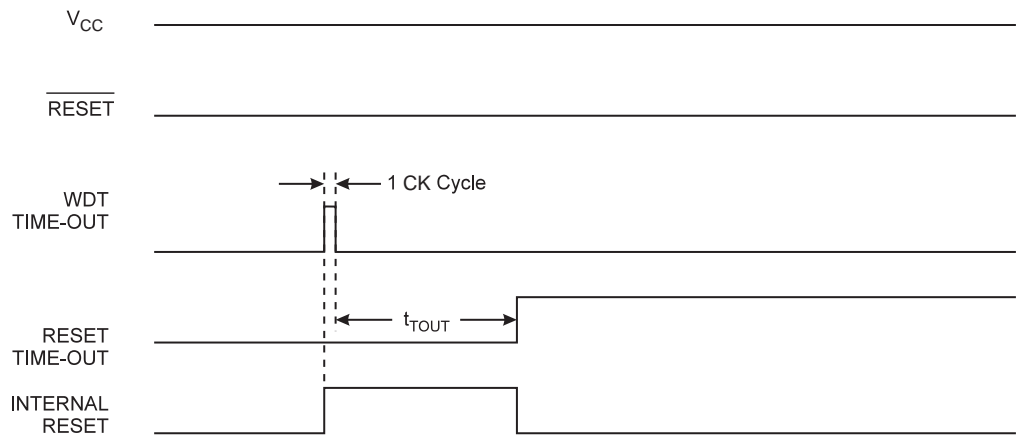 VCC
RESET
1 CK Cycle
WDT
TIME-OUT
tTOUT
RESET
TIME-OUT
INTERNAL
RESET